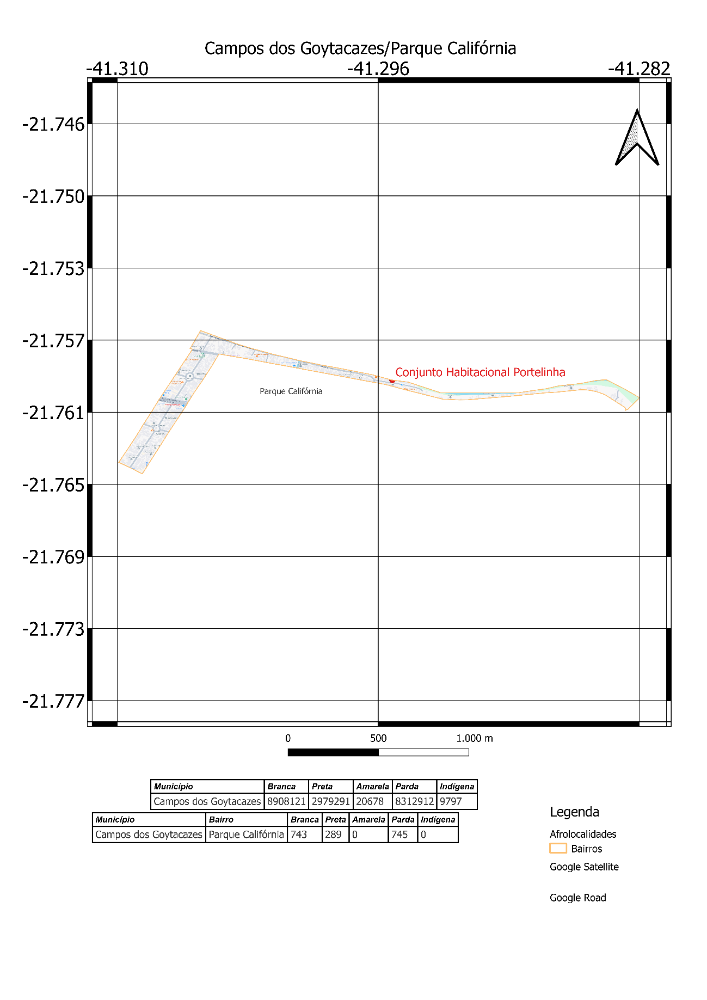 Campos dos Goytacazes/Parque Califórnia
-41.310 -41.296 -41.282
-21.746
-21.750
-21.753
-21.757
Conjunto Habitacional Portelinha
Parque Califórnia
-21.761
-21.765
-21.769
-21.773
-21.777
0 500 1.000 m
Município Branca Preta Amarela Parda Indígena
Campos dos Goytacazes 8908121 2979291 20678 8312912 9797
Município Bairro Branca Preta Amarela Parda Indígena
Campos dos Goytacazes Parque Califórnia 743 289 0 745 0
Legenda
Afrolocalidades
Bairros
Google Satellite
Google Road